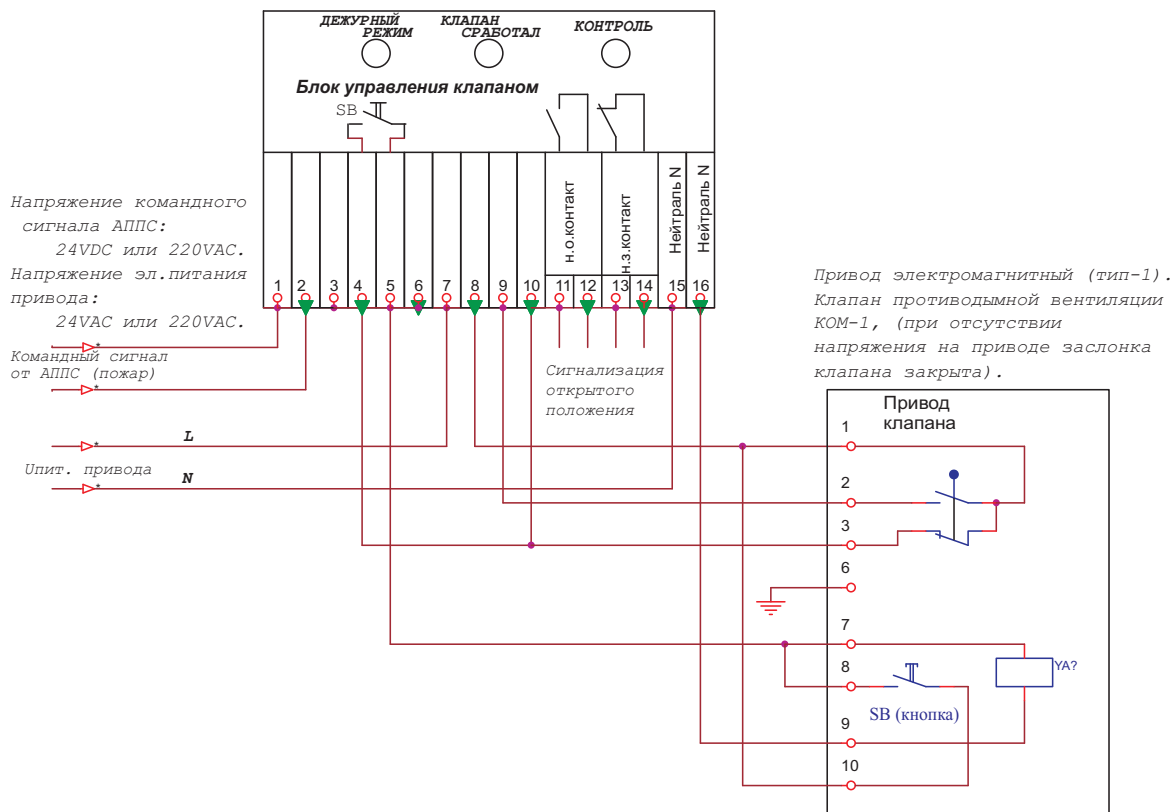 ДЕЖУРНЫЙ
РЕЖИМ
КЛАПАН
СРАБОТАЛ
КОНТРОЛЬ
Блок управления клапаном
SB
н.о.контакт
н.з.контакт
Нейтраль N
Нейтраль N
1 2 3 4 5 6 7 8 9 10 11 12 13 14 15 16
Напряжение командного
сигнала АППС:
24VDC или 220VAC.
Напряжение эл.питания
привода:
24VAC или 220VAC.
Командный сигнал
от АППС (пожар)
L
Uпит. привода
N
Сигнализация
открытого
положения
Привод электромагнитный (тип-1).
Клапан противодымной вентиляции
КОМ-1, (при отсутствии
напряжения на приводе заслонка
клапана закрыта).
Привод
клапана
1
2
3
6
7
8
YA?
SB (кнопка)
9
10